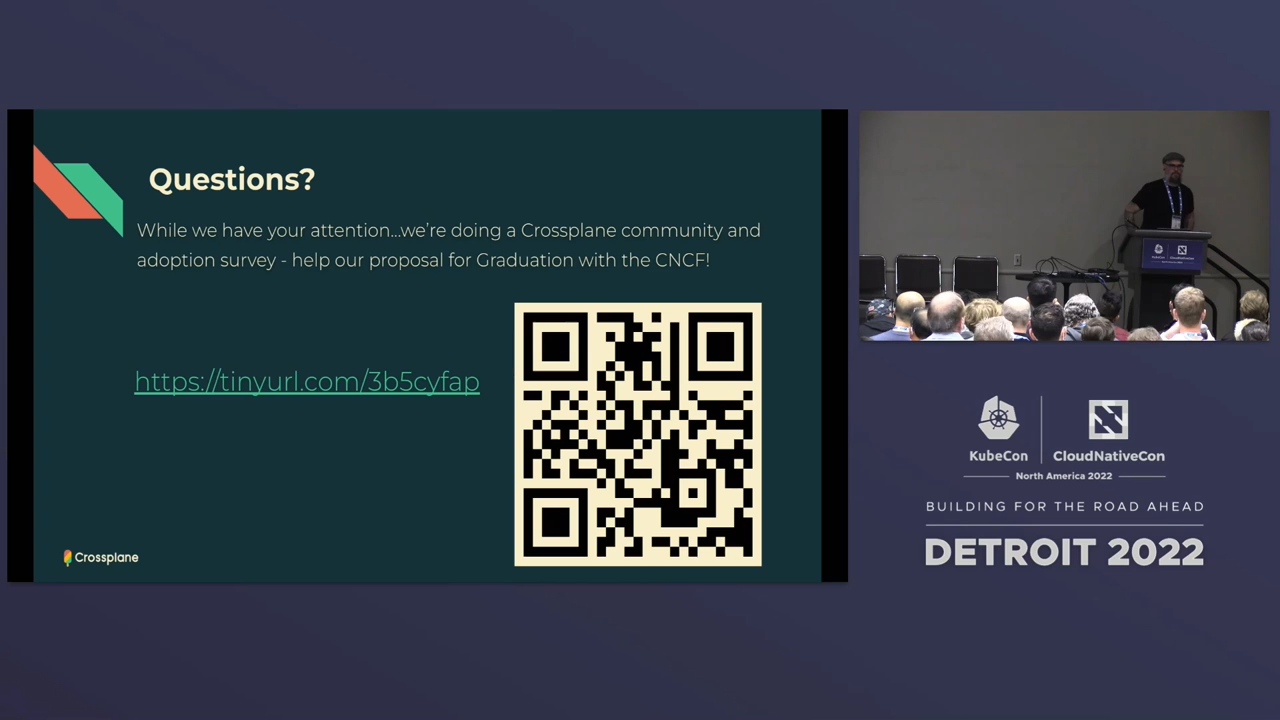 Questions?
While we have your attention...we're doing a Crossplane community and
adoption survey - help our proposal for Graduation with the CNCF!
https://tinyurl.com/3b5cyfap
Crossplane
KubeCon
CloudNativeCon
North America 2022
BUILDING FOR THE ROAD AHEAD
DETROIT 2022
KubeCon
CloudNativeCon